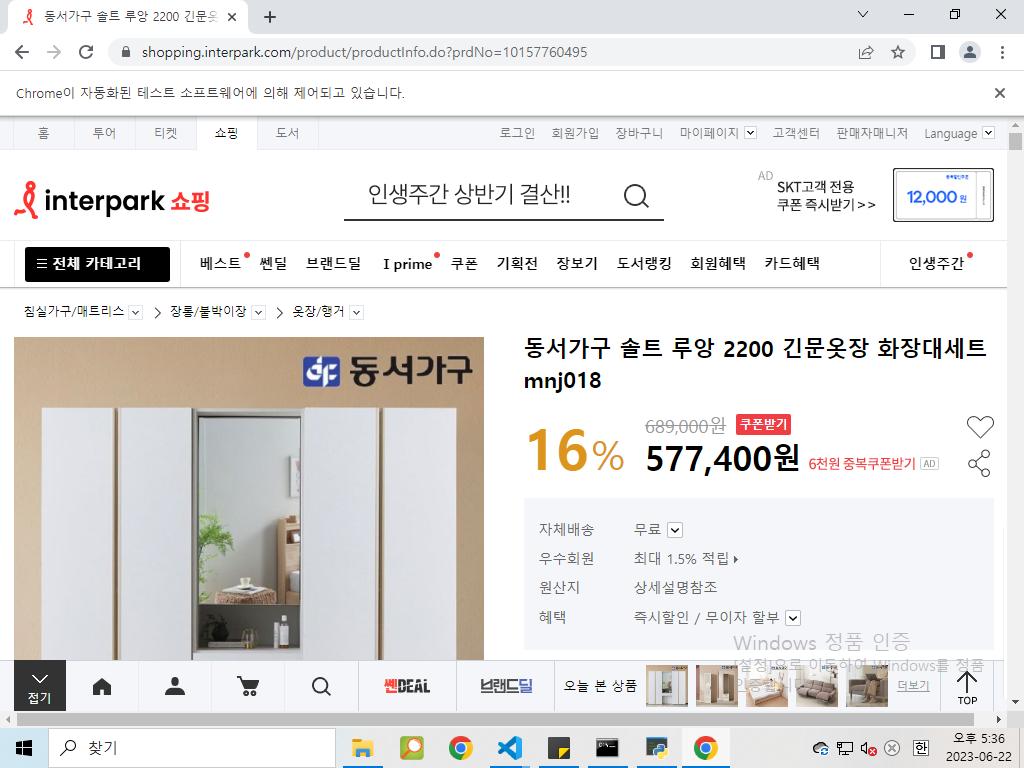 동서가구 솔트 루앙 2200 긴문옷
shopping.interpark.com/product/productInfo.do?prdNo=10157760495
Chrome이 자동화된 테스트 소프트웨어에 의해 제어되고 있습니다.
홈 투어 티켓 쇼핑 도서 로그인 회원가입 장바구니 마이페이지 고객센터 판매자매니저 Language
interpark 쇼핑
인생주간 상반기 결산!!
AD SKT고객 전용
쿠폰 즉시받기 >>
12,000 원
전체 카테고리 베스트 쎈딜 브랜드딜 I prime 쿠폰 기획전 장보기 도서랭킹 회원혜택 카드혜택 인생주간
침실가구/매트리스 장롱/붙박이장 옷장/행거
동서가구
동서가구 솔트 루앙 2200 긴문옷장 화장대세트
mnj018
16%
689,000원 쿠폰받기
577,400원 6천원 중복쿠폰받기 AD
자체배송 무료
우수회원 최대 1.5% 적립
원산지 상세설명참조
혜택 즉시할인 / 무이자 할부
Windows 정품 인증
[설정]으로 이동하여 Windows를 정품
인증합니다.
접기
쎈DEAL
브랜드딜
오늘 본 상품
더보기
TOP
찾기
한
오후 5:36
2023-06-22